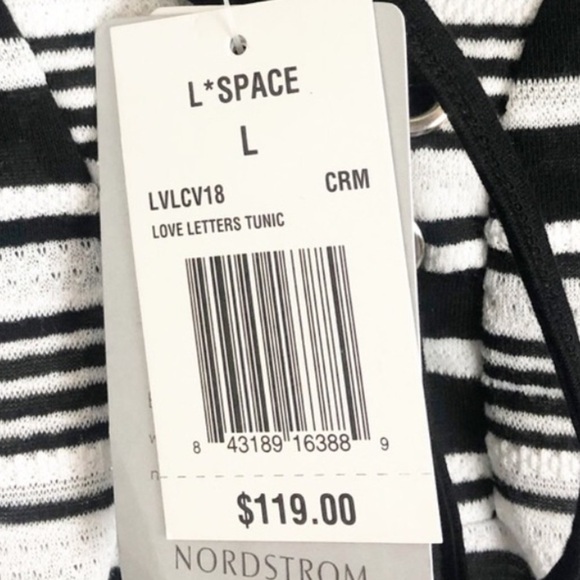 L*SPACE
L
LVLCV18 CRM
LOVE LETTERS TUNIC
8 43189 16388 9
$119.00
NORDSTROM